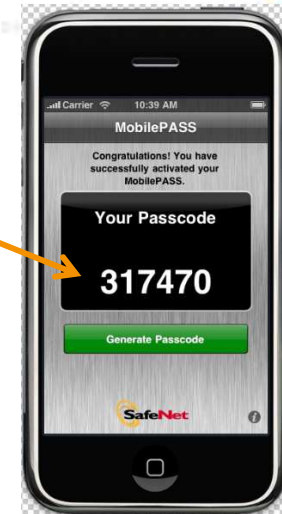 Carrier 10:39 AM
MobilePASS
Congratulations! You have
successfully activated your
MobilePASS.
Your Passcode
317470
Generate Passcode
SafeNet
i